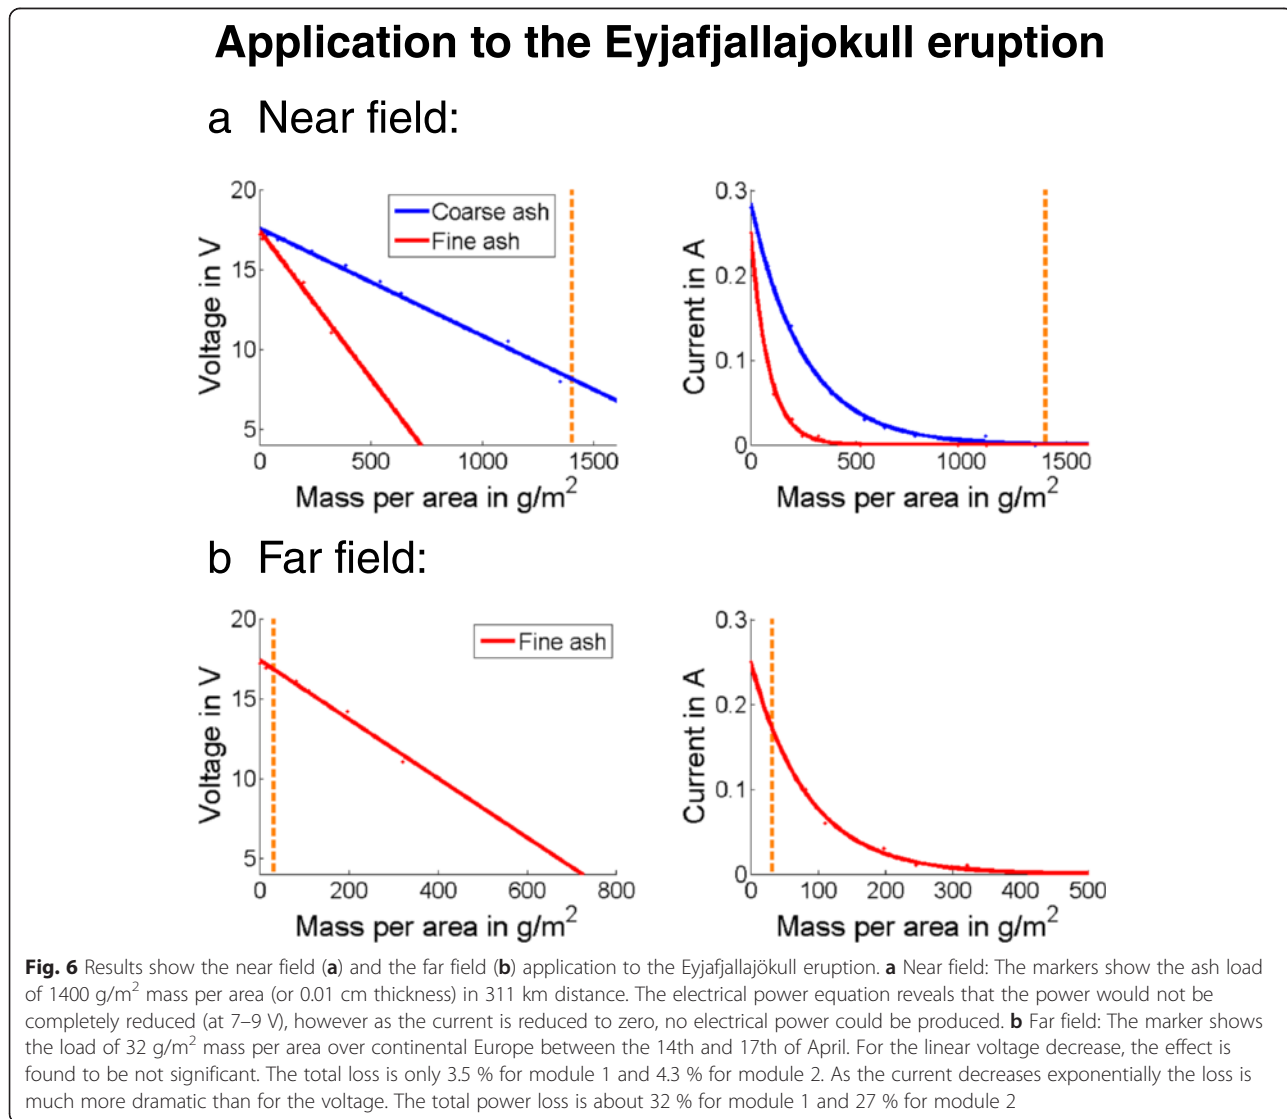 Application to the Eyjafjallajokull eruption
a Near field:
20
15
10
5
Voltage in V
Coarse ash
Fine ash
0 500 1000 1500
Mass per area in g/m²
0.3
0.2
0.1
0
Current in A
0 500 1000 1500
Mass per area in g/m²
b Far field:
20
15
10
5
Voltage in V
Fine ash
0 200 400 600 800
Mass per area in g/m²
0.3
0.2
0.1
0
Current in A
0 100 200 300 400 500
Mass per area in g/m²
Fig. 6 Results show the near field (a) and the far field (b) application to the Eyjafjallajökull eruption. a Near field: The markers show the ash load
of 1400 g/m² mass per area (or 0.01 cm thickness) in 311 km distance. The electrical power equation reveals that the power would not be
completely reduced (at 7–9 V), however as the current is reduced to zero, no electrical power could be produced. b Far field: The marker shows
the load of 32 g/m² mass per area over continental Europe between the 14th and 17th of April. For the linear voltage decrease, the effect is
found to be not significant. The total loss is only 3.5 % for module 1 and 4.3 % for module 2. As the current decreases exponentially the loss is
much more dramatic than for the voltage. The total power loss is about 32 % for module 1 and 27 % for module 2